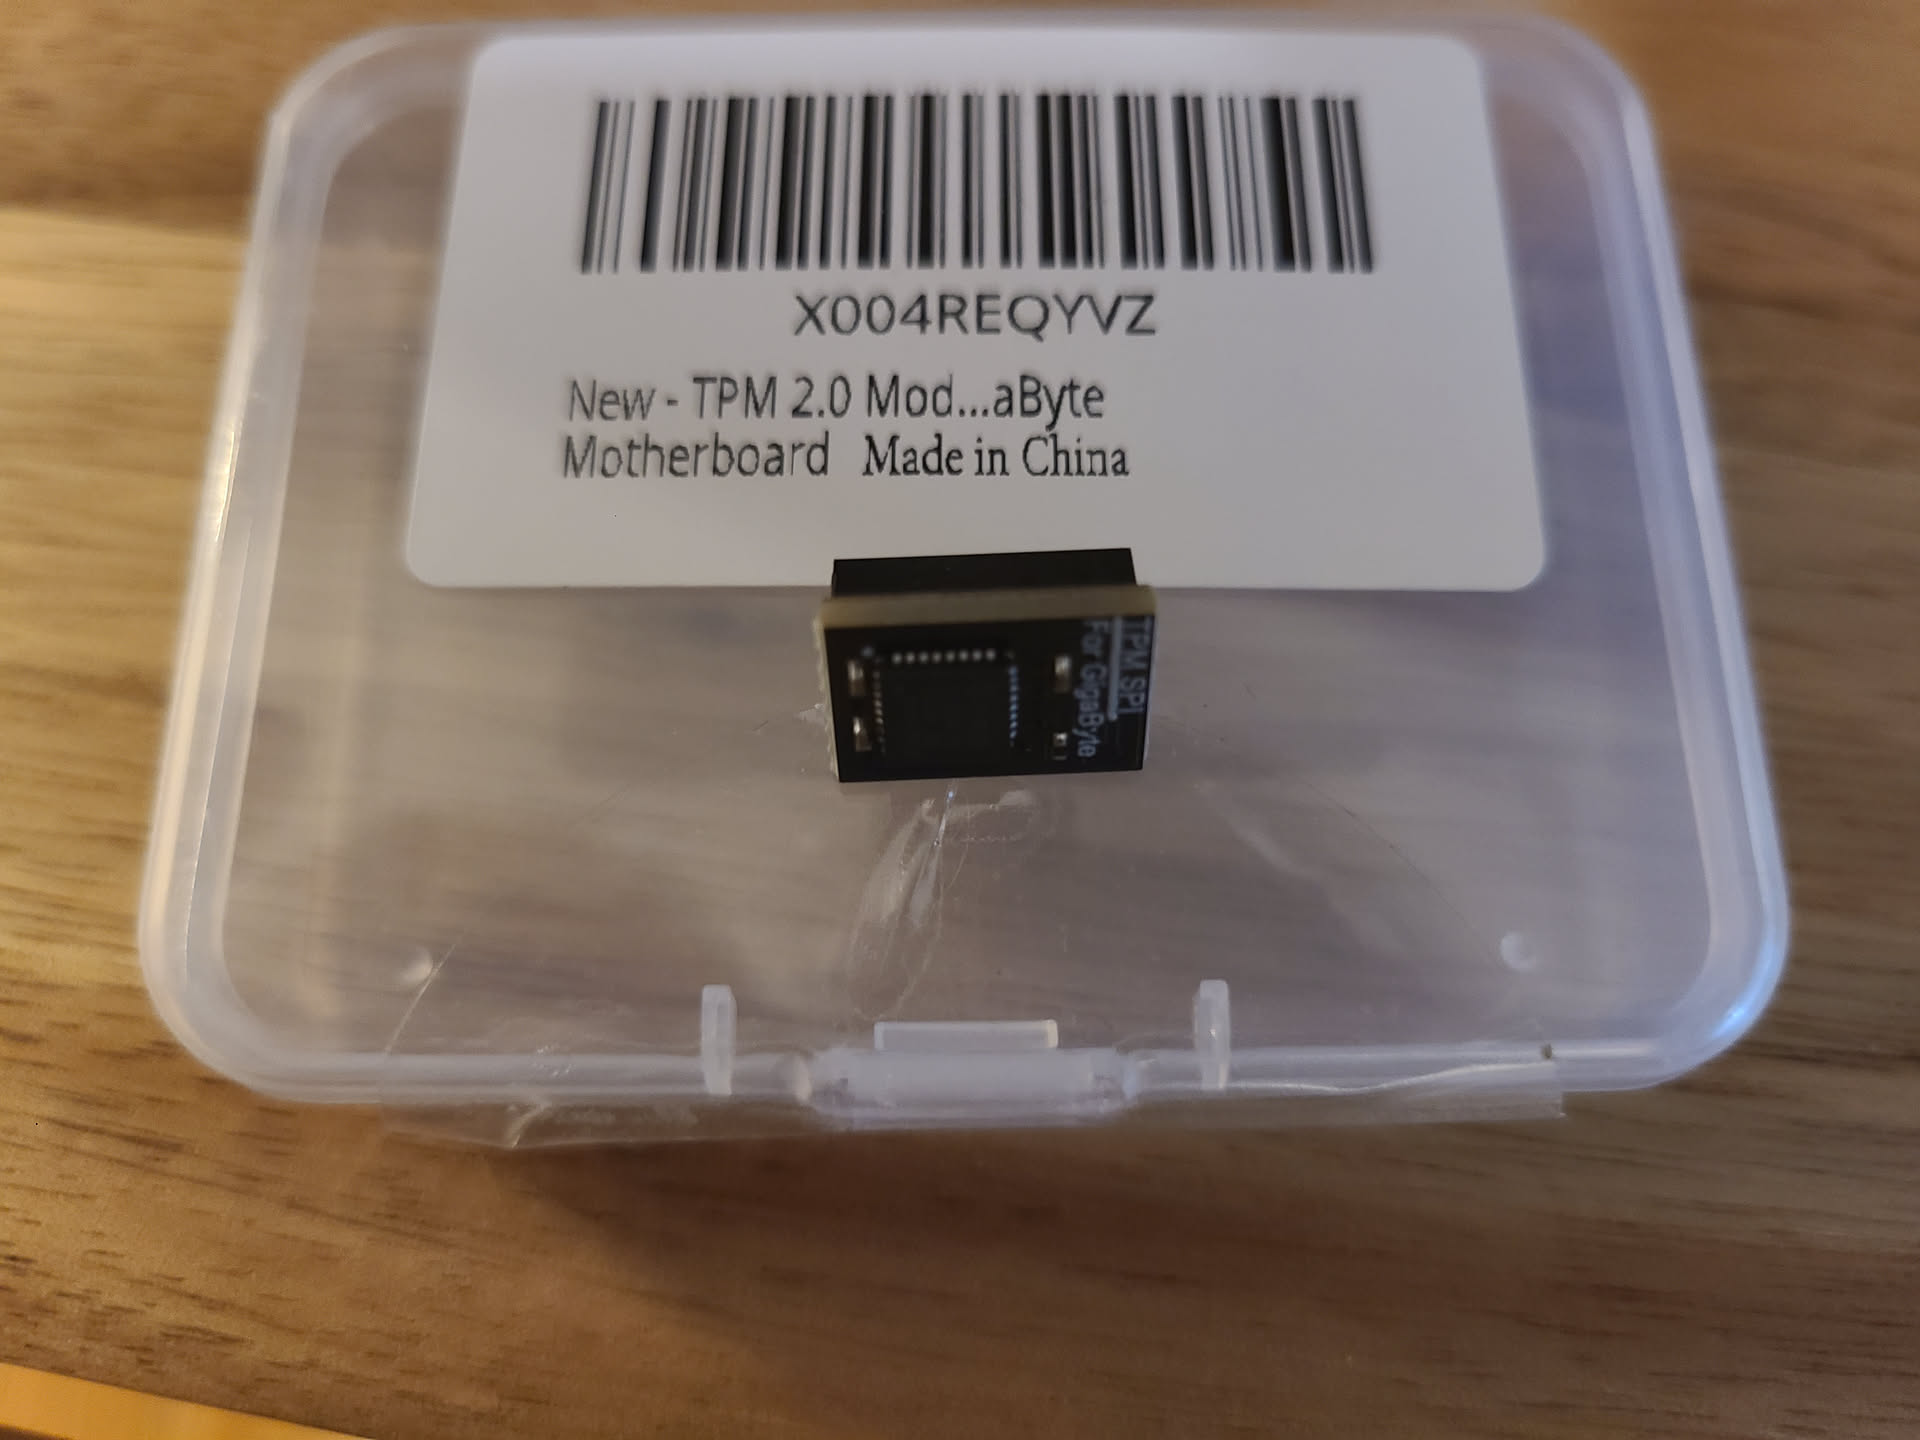 X004REQYVZ
New - TPM 2.0 Mod...aByte
Motherboard Made in China
TPM SPI
For GigaByte